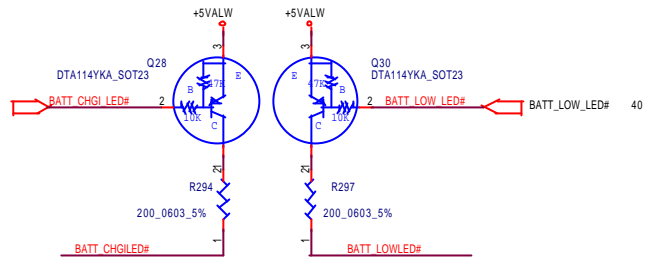 +5VALW +5VALW
3 3
Q28 Q30
DTA114YKA_SOT23 DTA114YKA_SOT23
E E
47K 47K
BATT_CHGI_LED# 2 B B 2 BATT_LOW_LED# BATT_LOW_LED# 40
10K 10K
C C
21 21
R294 R297
200_0603_5% 200_0603_5%
1 1
BATT_CHGILED# BATT_LOWLED#